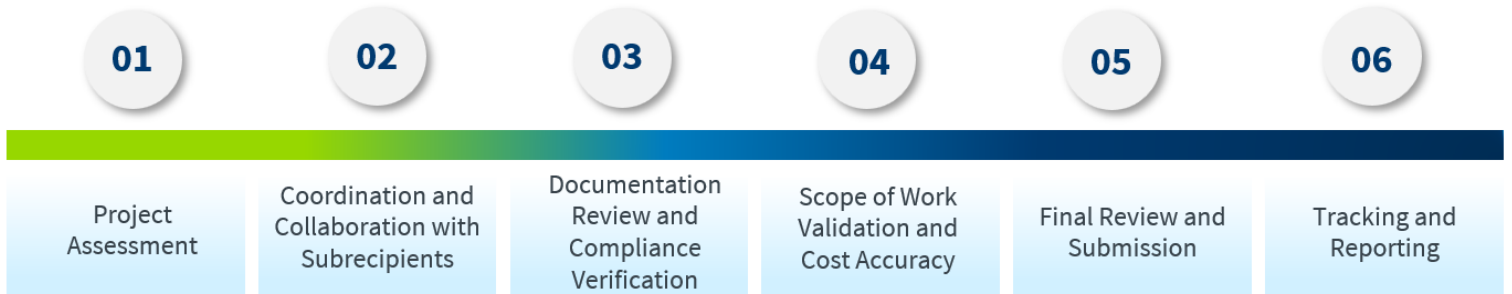 01
02
03
04
05
06
Project
Assessment
Coordination and
Collaboration with
Subrecipients
Documentation
Review and
Compliance
Verification
Scope of Work
Validation and
Cost Accuracy
Final Review and
Submission
Tracking and
Reporting